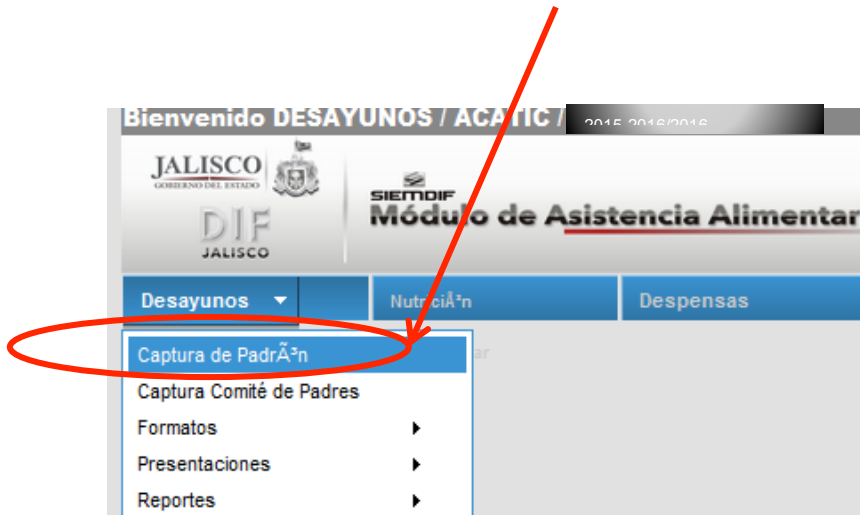 Bienvenido DESAYUNOS / ACATIC / 2015-2016/2016
JALISCO
GOBIERNO DEL ESTADO
DIF
JALISCO
SIEMDIF
Módulo de Asistencia Alimentar
Desayunos
NutriciÃ³n
Despensas
Captura de PadrÃ³n
ar
Captura Comité de Padres
Formatos
Presentaciones
Reportes